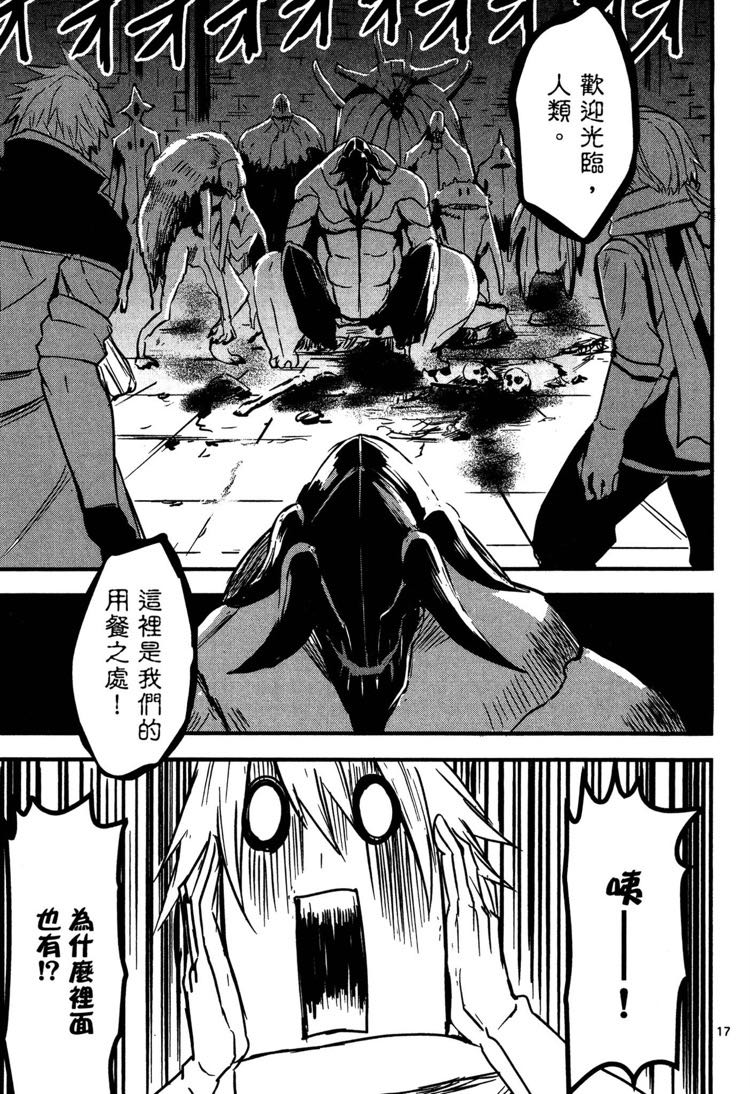 オオオオオオオオ
歡迎光臨，
人類。
這裡是我們的
用餐之處！
咦——！
為什麼裡面
也有!?
17